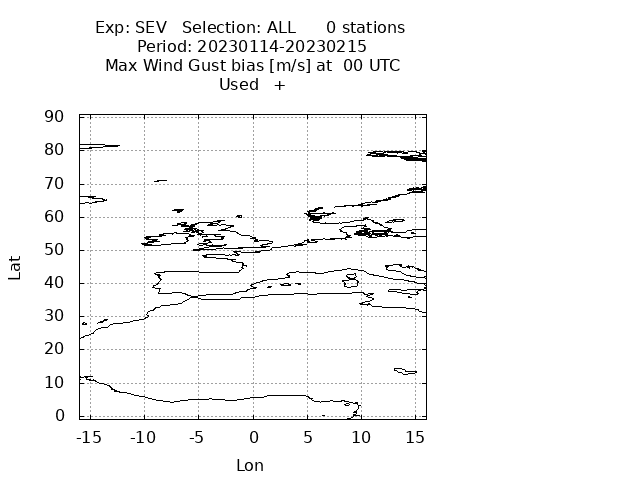 Exp: SEV   Selection: ALL      0 stations
Period: 20230114-20230215
Max Wind Gust bias [m/s] at  00 UTC
Used   +
90
80
70
60
50
40
30
20
10
0
Lat
-15 -10 -5 0 5 10 15
Lon